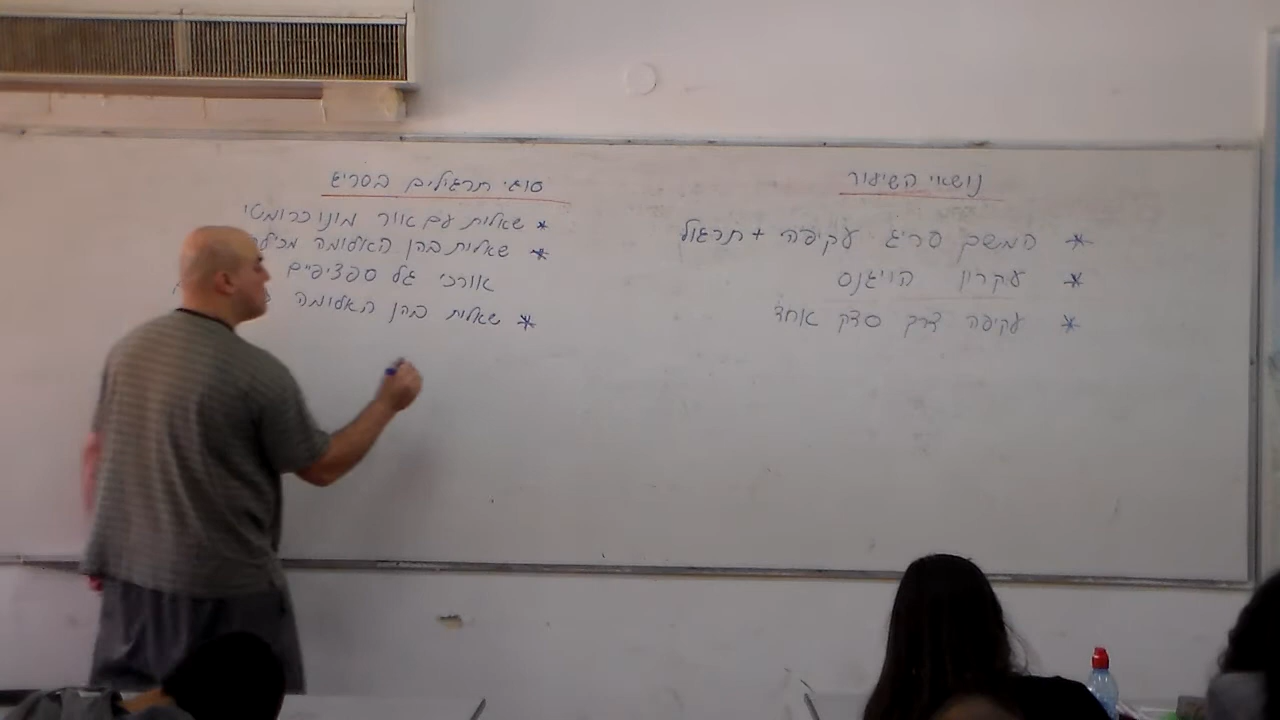 נושאי השיעור
* המשך סריג עקיפה + תרגול
* עקרון הויגנס
* עקיפה דרך סדק אחד
סוגי תרגילים בסריג
* שאלות עם אור מונוכרומטי
* שאלות בהן האלומה מכילה
אורכי גל ספציפיים
* שאלות בהן האלומה